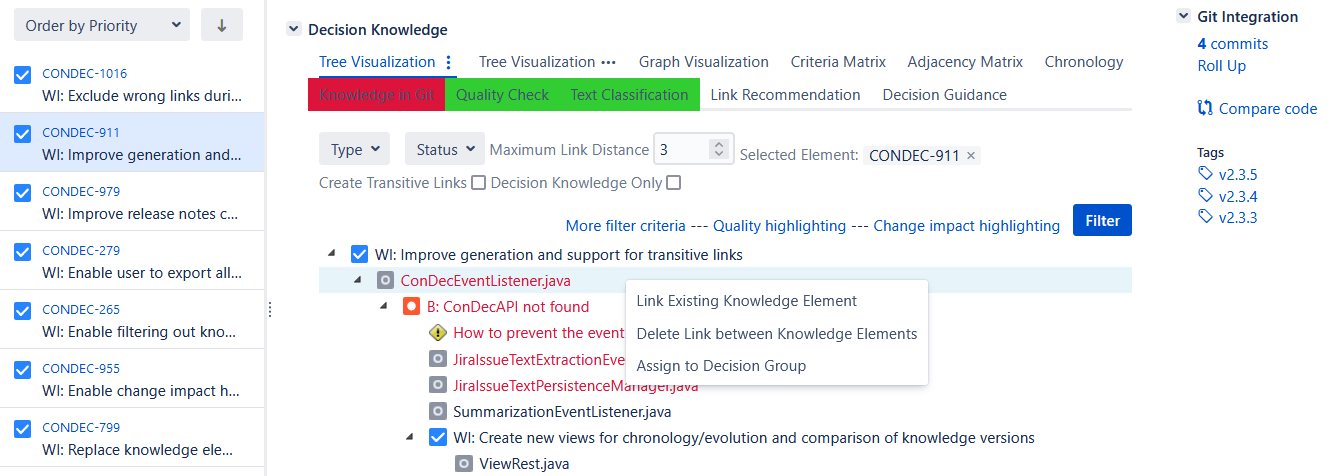 Order by Priority
↓
CONDEC-1016
WI: Exclude wrong links duri...
CONDEC-911
WI: Improve generation and...
CONDEC-979
WI: Improve release notes c...
CONDEC-279
WI: Enable user to export all...
CONDEC-265
WI: Enable filtering out kno...
CONDEC-955
WI: Enable change impact h...
CONDEC-799
WI: Replace knowledge ele...
Decision Knowledge
Tree Visualization Tree Visualization Graph Visualization Criteria Matrix Adjacency Matrix Chronology
Knowledge in Git Quality Check Text Classification Link Recommendation Decision Guidance
Type Status Maximum Link Distance 3 Selected Element: CONDEC-911 ×
Create Transitive Links Decision Knowledge Only
More filter criteria --- Quality highlighting --- Change impact highlighting Filter
WI: Improve generation and support for transitive links
ConDecEventListener.java
B: ConDecAPI not found
How to prevent the event
JiraIssueTextExtractionEve
JiraIssueTextPersistenceManager.java
SummarizationEventListener.java
WI: Create new views for chronology/evolution and comparison of knowledge versions
ViewRest.java
Link Existing Knowledge Element
Delete Link between Knowledge Elements
Assign to Decision Group
Git Integration
4 commits
Roll Up
Compare code
Tags
v2.3.5
v2.3.4
v2.3.3